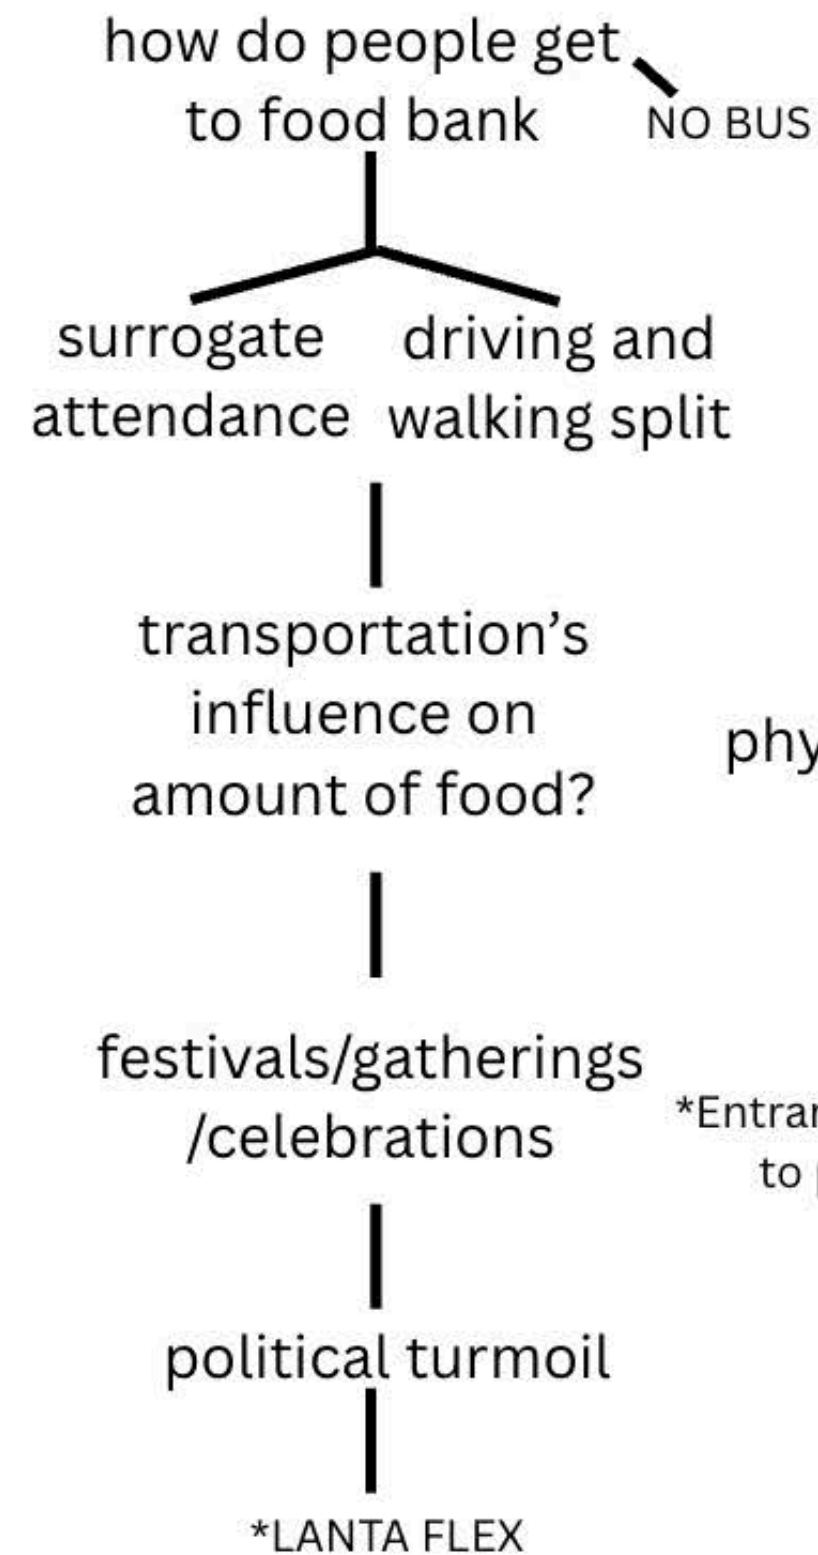 how do people get
to food bank
NO BUS
surrogate
attendance
driving and
walking split
transportation’s
influence on
amount of food?
festivals/gatherings
/celebrations
to
political turmoil
*LANTA FLEX